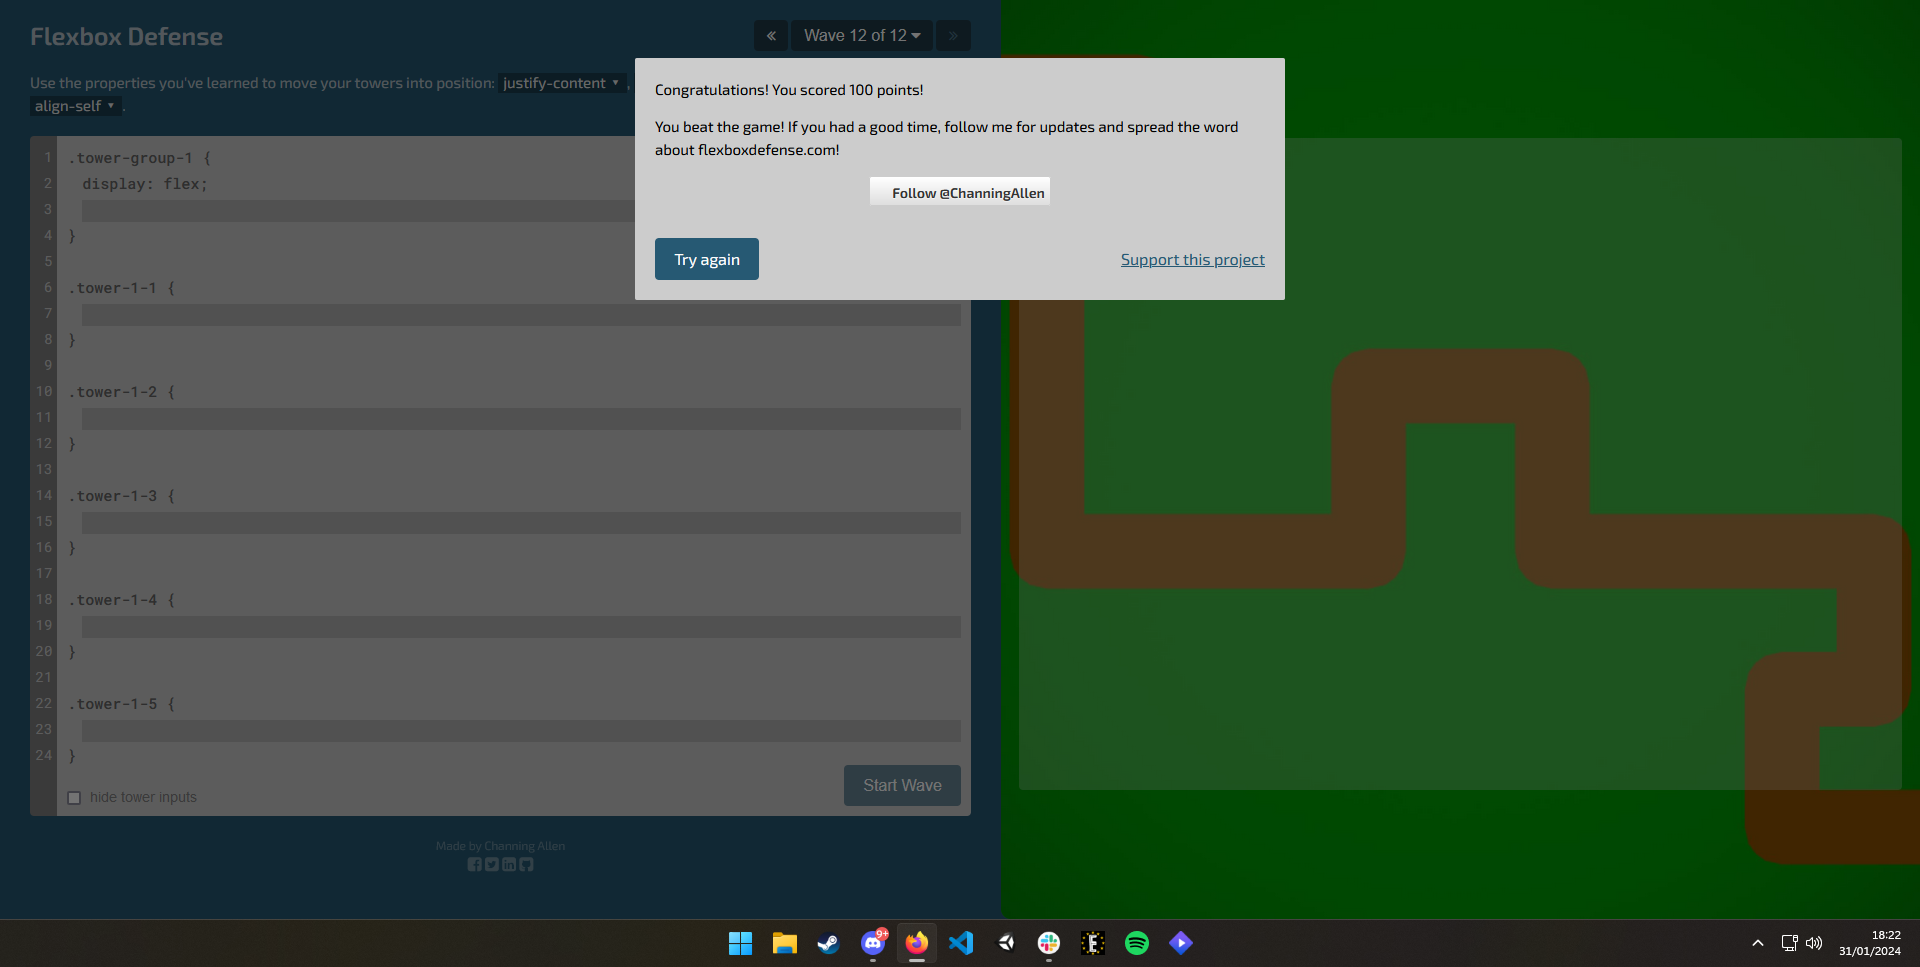 Flexbox Defense
« Wave 12 of 12 »
Use the properties you've learned to move your towers into position: justify-content ,
align-self .
1 .tower-group-1 {
2 display: flex;
3
4 }
5
6 .tower-1-1 {
7
8 }
9
10 .tower-1-2 {
11
12 }
13
14 .tower-1-3 {
15
16 }
17
18 .tower-1-4 {
19
20 }
21
22 .tower-1-5 {
23
24 }
hide tower inputs
Start Wave
Made by Channing Allen
Congratulations! You scored 100 points!
You beat the game! If you had a good time, follow me for updates and spread the word
about flexboxdefense.com!
Follow @ChanningAllen
Try again
Support this project
9+
18:22
31/01/2024